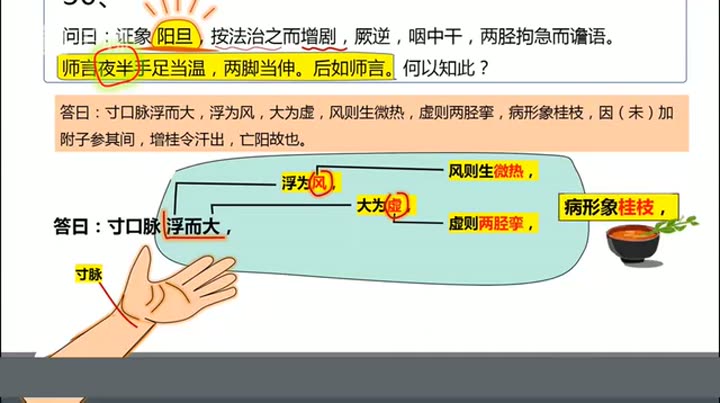 30、
问曰：证象阳旦，按法治之而增剧，厥逆，咽中干，两胫拘急而谵语。
师言夜半手足当温，两脚当伸。后如师言。何以知此？
答曰：寸口脉浮而大，浮为风，大为虚，风则生微热，虚则两胫挛，病形象桂枝，因（未）加
附子参其间，增桂令汗出，亡阳故也。
风则生微热，
浮为风，
大为虚，
病形象桂枝，
答曰：寸口脉浮而大，
虚则两胫挛，
寸脉